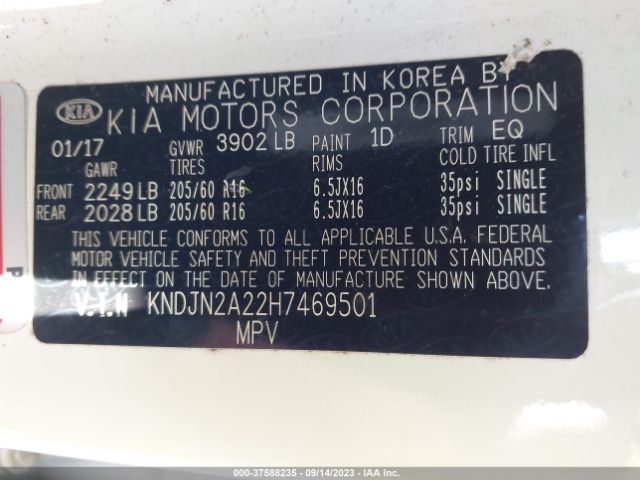 MANUFACTURED IN KOREA BY
KIA KIA MOTORS CORPORATION
01/17 GVWR 3902 LB PAINT 1D TRIM EQ
GAWR TIRES RIMS COLD TIRE INFL
FRONT 2249 LB 205/60 R16 6.5JX16 35psi SINGLE
REAR 2028 LB 205/60 R16 6.5JX16 35psi SINGLE
THIS VEHICLE CONFORMS TO ALL APPLICABLE U.S.A. FEDERAL
MOTOR VEHICLE SAFETY AND THEFT PREVENTION STANDARDS
IN EFFECT ON THE DATE OF MANUFACTURE SHOWN ABOVE.
V.I.N KNDJN2A22H7469501
MPV
P
000-37588235 - 09/14/2023 - IAA Inc.